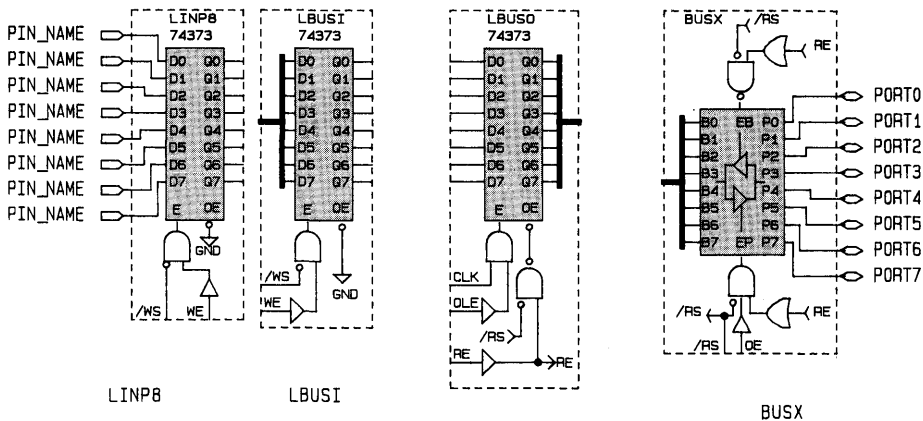 LINP8
74373
PIN_NAME
PIN_NAME
PIN_NAME
PIN_NAME
PIN_NAME
PIN_NAME
PIN_NAME
PIN_NAME
D0 Q0
D1 Q1
D2 Q2
D3 Q3
D4 Q4
D5 Q5
D6 Q6
D7 Q7
E OE
GND
/WS WE
LINP8
LBUSI
74373
D0 Q0
D1 Q1
D2 Q2
D3 Q3
D4 Q4
D5 Q5
D6 Q6
D7 Q7
E OE
/WS
WE
GND
LBUSI
LBUSO
74373
D0 Q0
D1 Q1
D2 Q2
D3 Q3
D4 Q4
D5 Q5
D6 Q6
D7 Q7
E OE
CLK
OLE
/RS
RE
RE
BUSX
/RS
RE
EB
B0 P0
B1 P1
B2 P2
B3 P3
B4 P4
B5 P5
B6 P6
B7 EP P7
PORT0
PORT1
PORT2
PORT3
PORT4
PORT5
PORT6
PORT7
/RS
RE
/RS OE
BUSX